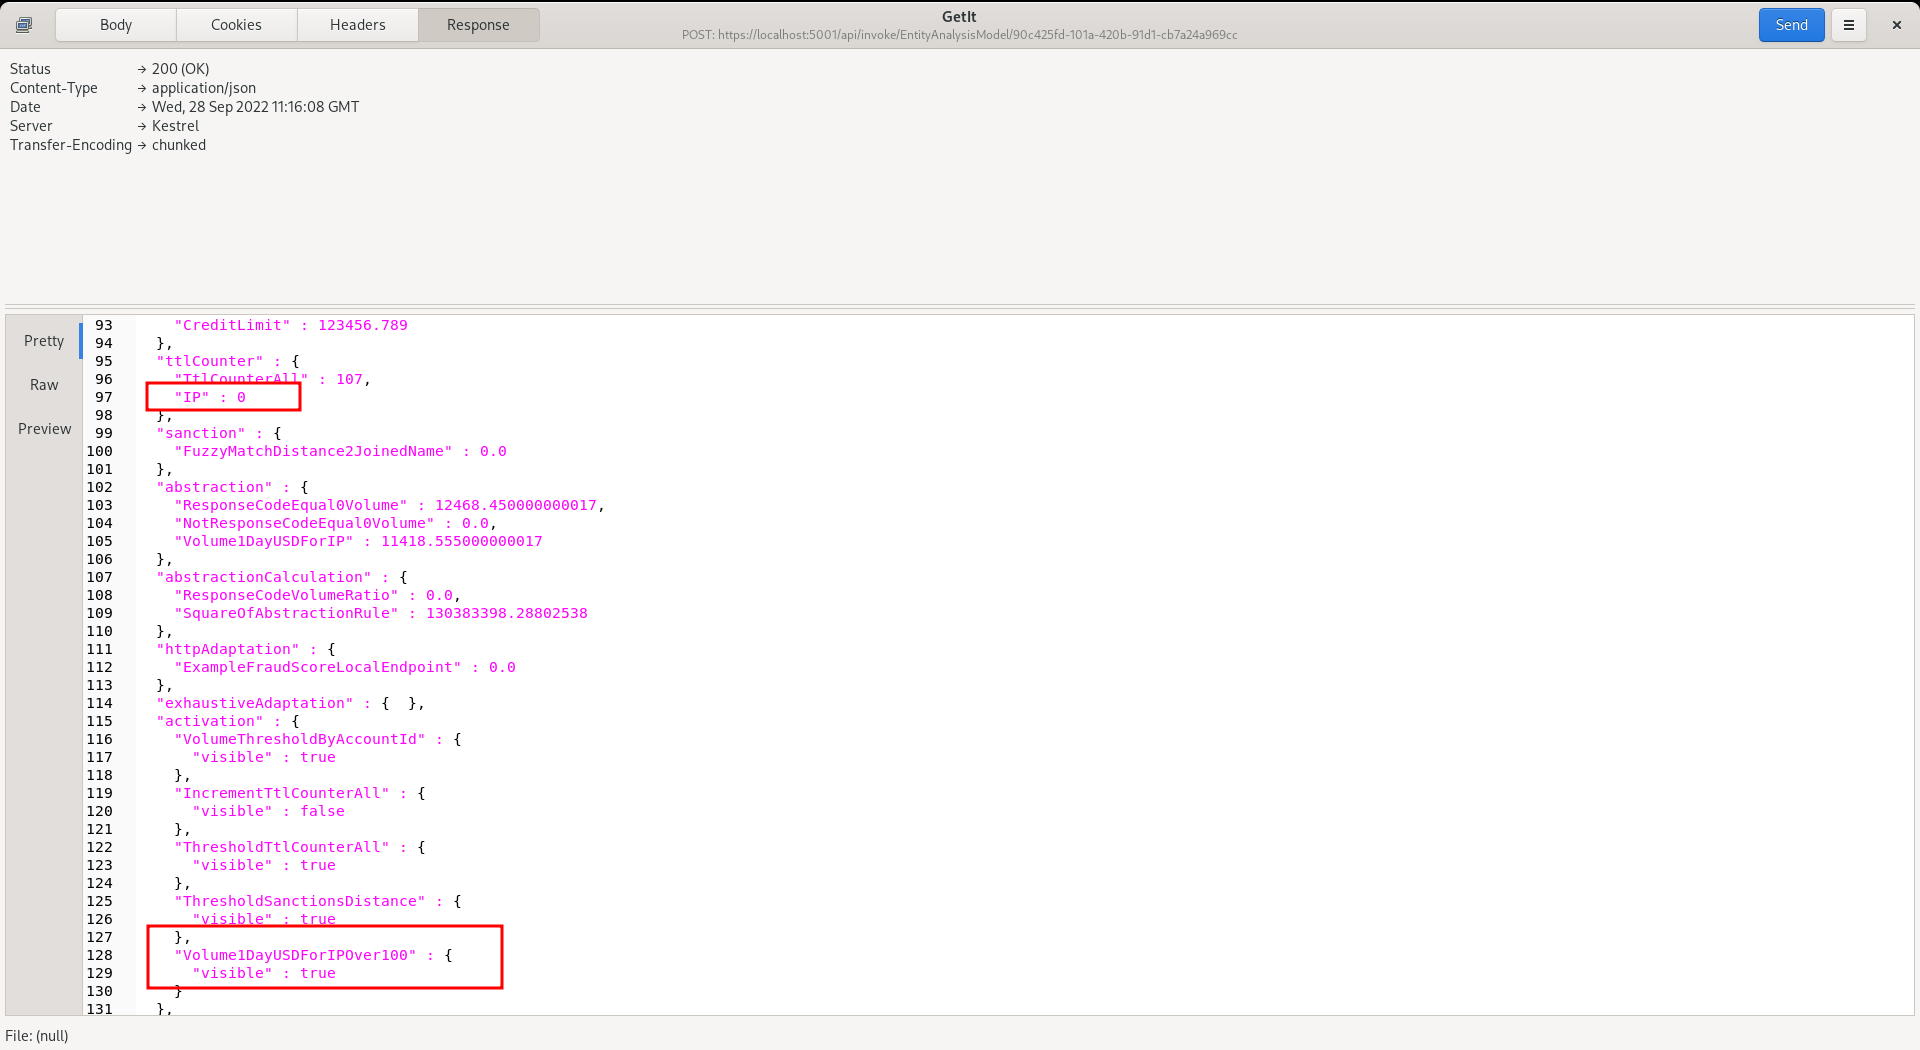 Body Cookies Headers Response
GetIt
POST: https://localhost:5001/api/invoke/EntityAnalysisModel/90c425fd-101a-420b-91d1-cb7a24a969cc
Send
Status → 200 (OK)
Content-Type → application/json
Date → Wed, 28 Sep 2022 11:16:08 GMT
Server → Kestrel
Transfer-Encoding → chunked
Pretty
Raw
Preview
93 "CreditLimit" : 123456.789
94 },
95 "ttlCounter" : {
96 "TtlCounterAll" : 107,
97 "IP" : 0
98 },
99 "sanction" : {
100 "FuzzyMatchDistance2JoinedName" : 0.0
101 },
102 "abstraction" : {
103 "ResponseCodeEqual0Volume" : 12468.450000000017,
104 "NotResponseCodeEqual0Volume" : 0.0,
105 "Volume1DayUSDForIP" : 11418.555000000017
106 },
107 "abstractionCalculation" : {
108 "ResponseCodeVolumeRatio" : 0.0,
109 "SquareOfAbstractionRule" : 130383398.28802538
110 },
111 "httpAdaptation" : {
112 "ExampleFraudScoreLocalEndpoint" : 0.0
113 },
114 "exhaustiveAdaptation" : {  },
115 "activation" : {
116 "VolumeThresholdByAccountId" : {
117 "visible" : true
118 },
119 "IncrementTtlCounterAll" : {
120 "visible" : false
121 },
122 "ThresholdTtlCounterAll" : {
123 "visible" : true
124 },
125 "ThresholdSanctionsDistance" : {
126 "visible" : true
127 },
128 "Volume1DayUSDForIPOver100" : {
129 "visible" : true
130 }
131 },
File: (null)